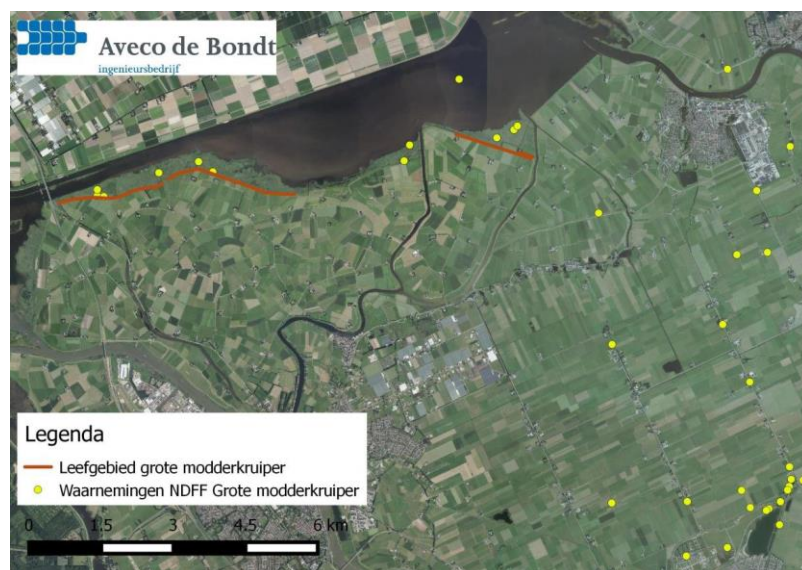 Aveco de Bondt
ingenieursbedrijf
Legenda
Leefgebied grote modderkruiper
Waarnemingen NDFF Grote modderkruiper
0 1.5 3 4.5 6 km